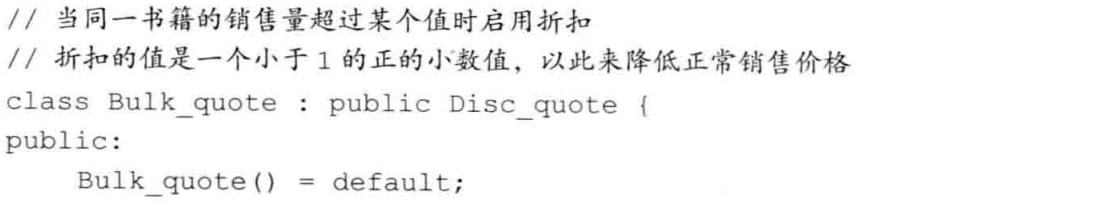 // 当同一书籍的销售量超过某个值时启用折扣
// 折扣的值是一个小于 1 的正的小数值，以此来降低正常销售价格
class Bulk_quote : public Disc_quote {
public:
    Bulk_quote() = default;